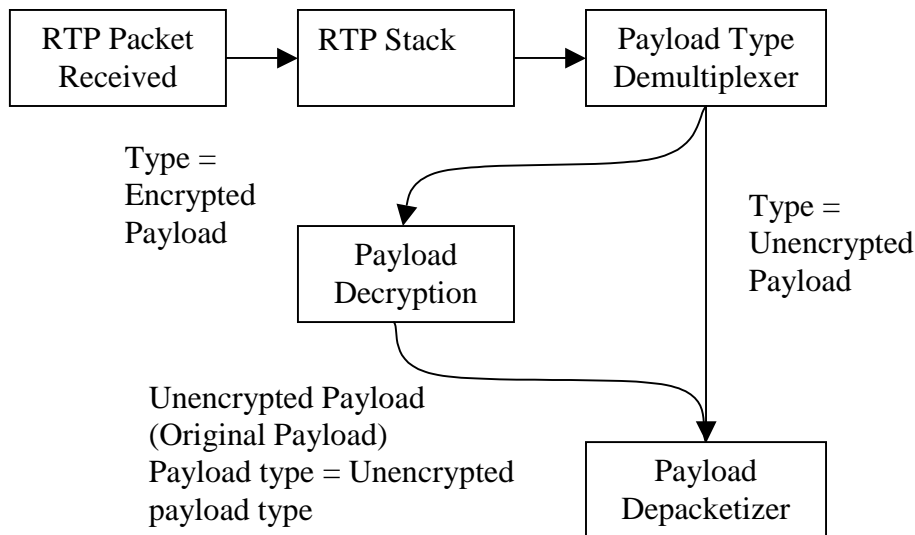 RTP Packet
Received
RTP Stack
Payload Type
Demultiplexer
Type =
Encrypted
Payload
Type =
Unencrypted
Payload
Payload
Decryption
Unencrypted Payload
(Original Payload)
Payload type = Unencrypted
payload type
Payload
Depacketizer